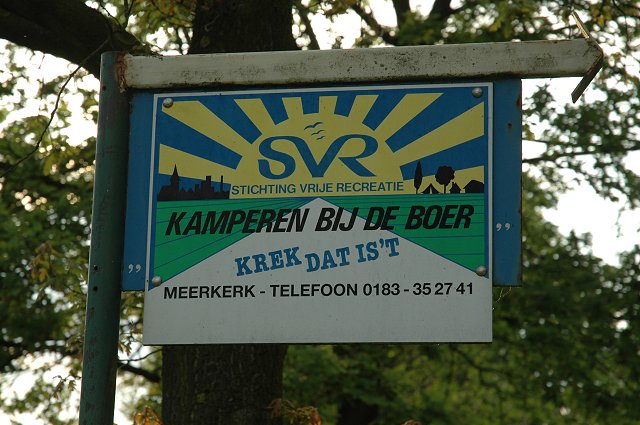 SVR
STICHTING VRIJE RECREATIE
KAMPEREN BIJ DE BOER
KREK DAT IS'T
MEERKERK - TELEFOON 0183 - 35 27 41